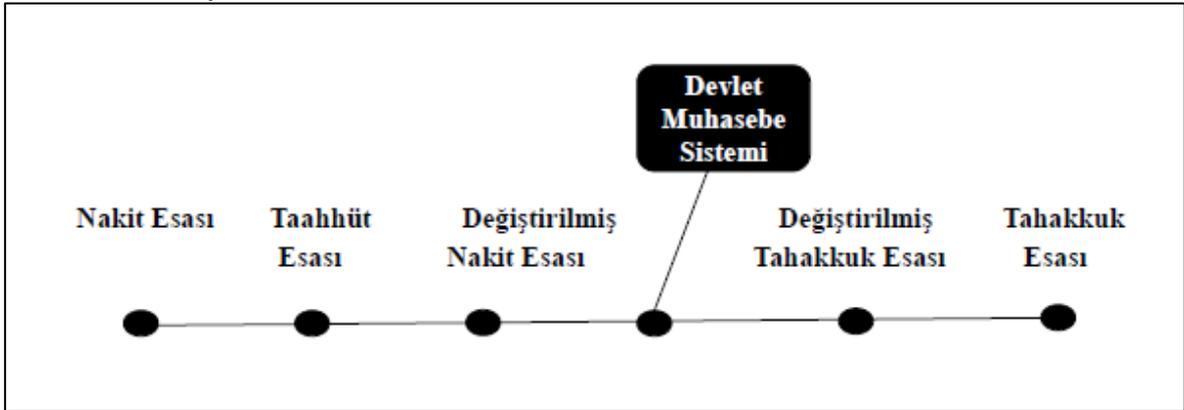 Devlet
Muhasebe
Sistemi
Nakit Esası
Taahhüt
Esası
Değiştirilmiş
Nakit Esası
Değiştirilmiş
Tahakkuk Esası
Tahakkuk
Esası